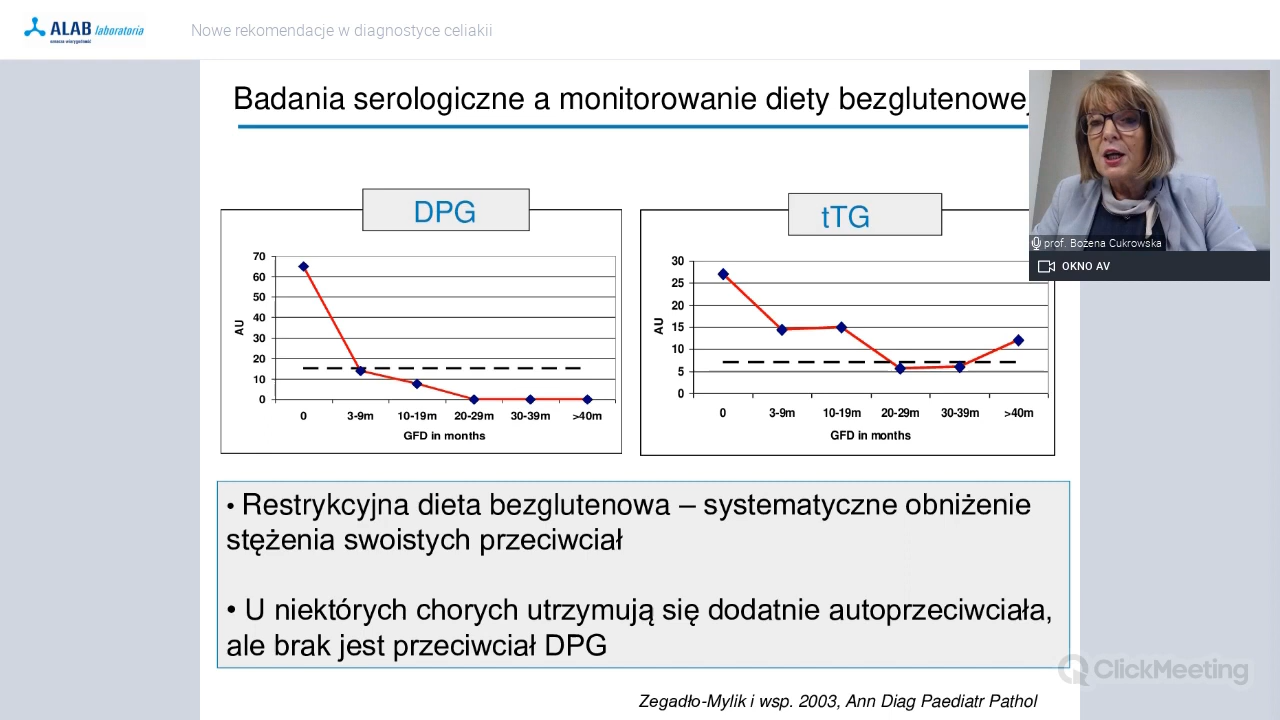 ALAB laboratoria
Nowe rekomendacje w diagnostyce celiakii
Badania serologiczne a monitorowanie diety bezglutenowej
prof. Bożena Cukrowska
OKNO AV
DPG
70
60
50
40
30
20
10
0
AU
0 3-9m 10-19m 20-29m 30-39m >40m
GFD in months
tTG
30
25
20
15
10
5
0
AU
0 3-9m 10-19m 20-29m 30-39m >40m
GFD in months
• Restrykcyjna dieta bezglutenowa – systematyczne obniżenie
stężenia swoistych przeciwciał
• U niektórych chorych utrzymują się dodatnie autoprzeciwciała,
ale brak jest przeciwciał DPG
ClickMeeting
Zegadło-Mylik i wsp. 2003, Ann Diag Paediatr Pathol